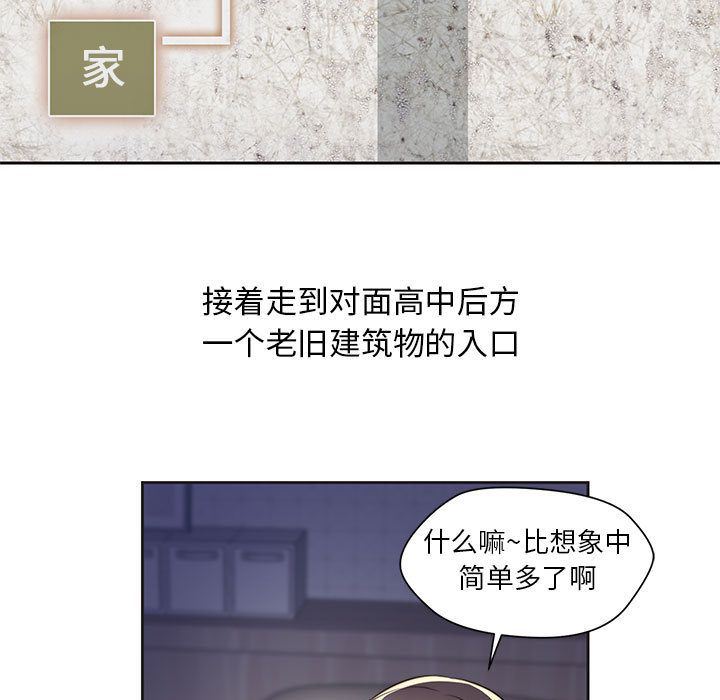 家
接着走到对面高中后方
一个老旧建筑物的入口
什么嘛~比想象中
简单多了啊